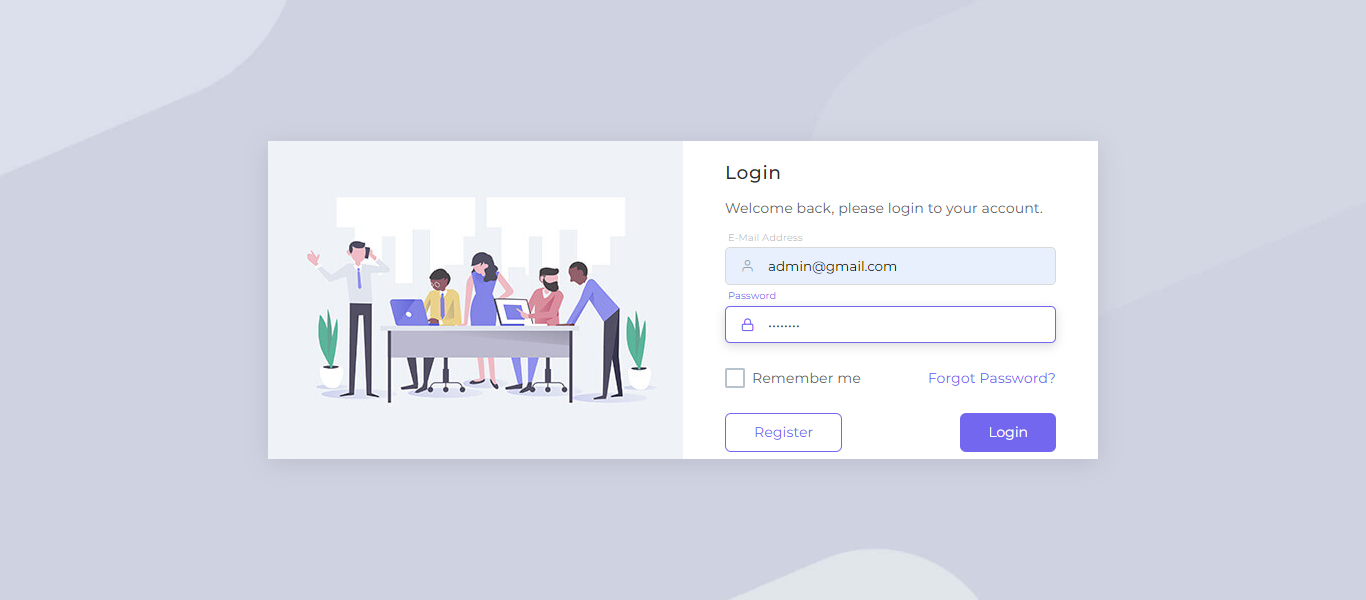 Login
Welcome back, please login to your account.
E-Mail Address
admin@gmail.com
Password
········
Remember me
Forgot Password?
Register
Login